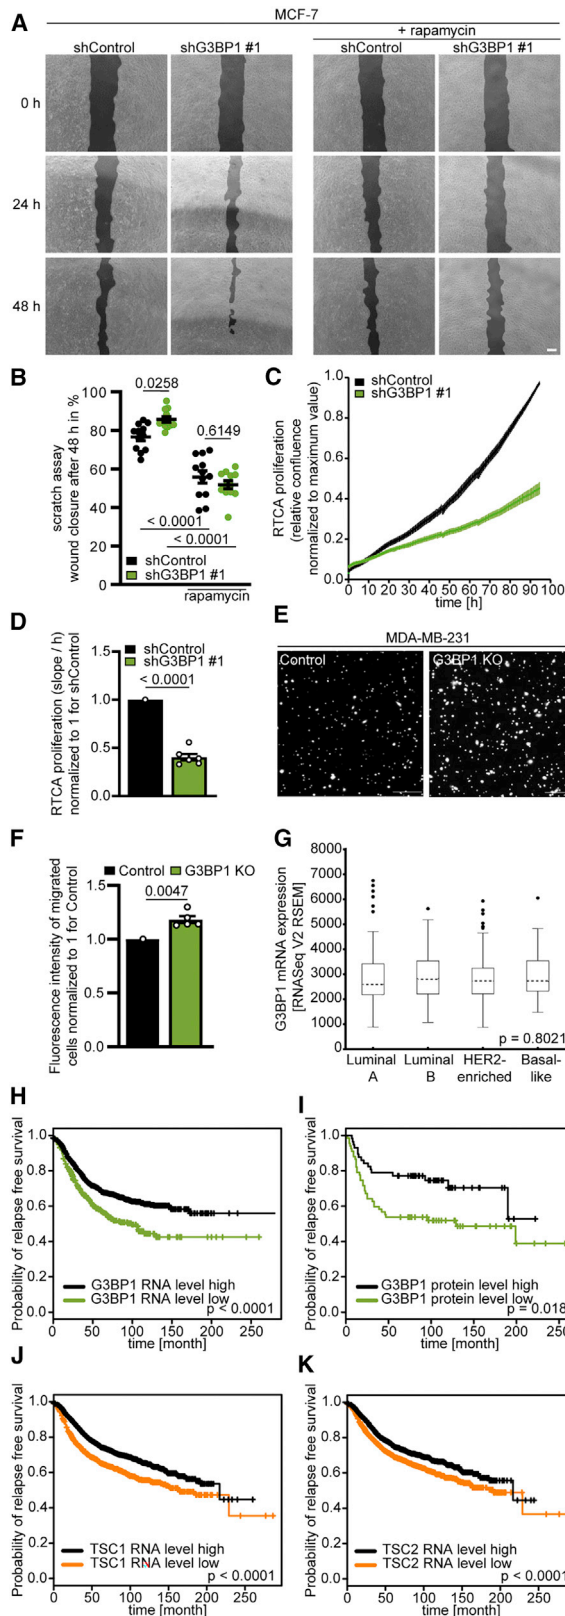 A
MCF-7
+ rapamycin
shControl
shG3BP1 #1
shControl
shG3BP1 #1
0 h
24 h
48 h
B
scratch assay
wound closure after 48 h in %
100
80
60
40
20
0
0.0258
0.6149
< 0.0001
< 0.0001
shControl
shG3BP1 #1
rapamycin
C
RTCA proliferation
(relative confluence
normalized to maximum value)
1.0
0.8
0.6
0.4
0.2
0
shControl
shG3BP1 #1
0 10 20 30 40 50 60 70 80 90 100
time [h]
D
RTCA proliferation (slope / h)
normalized to 1 for shControl
shControl
shG3BP1 #1
1.5
1.0
0.5
0.0
< 0.0001
E
MDA-MB-231
Control
G3BP1 KO
F
Fluorescence intensity of migrated
cells normalized to 1 for Control
Control
G3BP1 KO
1.5
1.0
0.5
0.0
0.0047
G
G3BP1 mRNA expression
[RNASeq V2 RSEM]
8000
7000
6000
5000
4000
3000
2000
1000
0
p = 0.8021
Luminal A
Luminal B
HER2-enriched
Basal-like
H
Probability of relapse free survival
1.0
0.8
0.6
0.4
0.2
0.0
G3BP1 RNA level high
G3BP1 RNA level low
p < 0.0001
0 50 100 150 200 250
time [month]
I
Probability of relapse free survival
1.0
0.8
0.6
0.4
0.2
0.0
G3BP1 protein level high
G3BP1 protein level low
p = 0.018
0 50 100 150 200 250
time [month]
J
Probability of relapse free survival
1.0
0.8
0.6
0.4
0.2
0.0
TSC1 RNA level high
TSC1 RNA level low
p < 0.0001
0 50 100 150 200 250
time [month]
K
Probability of relapse free survival
1.0
0.8
0.6
0.4
0.2
0.0
TSC2 RNA level high
TSC2 RNA level low
p < 0.0001
0 50 100 150 200 250
time [month]